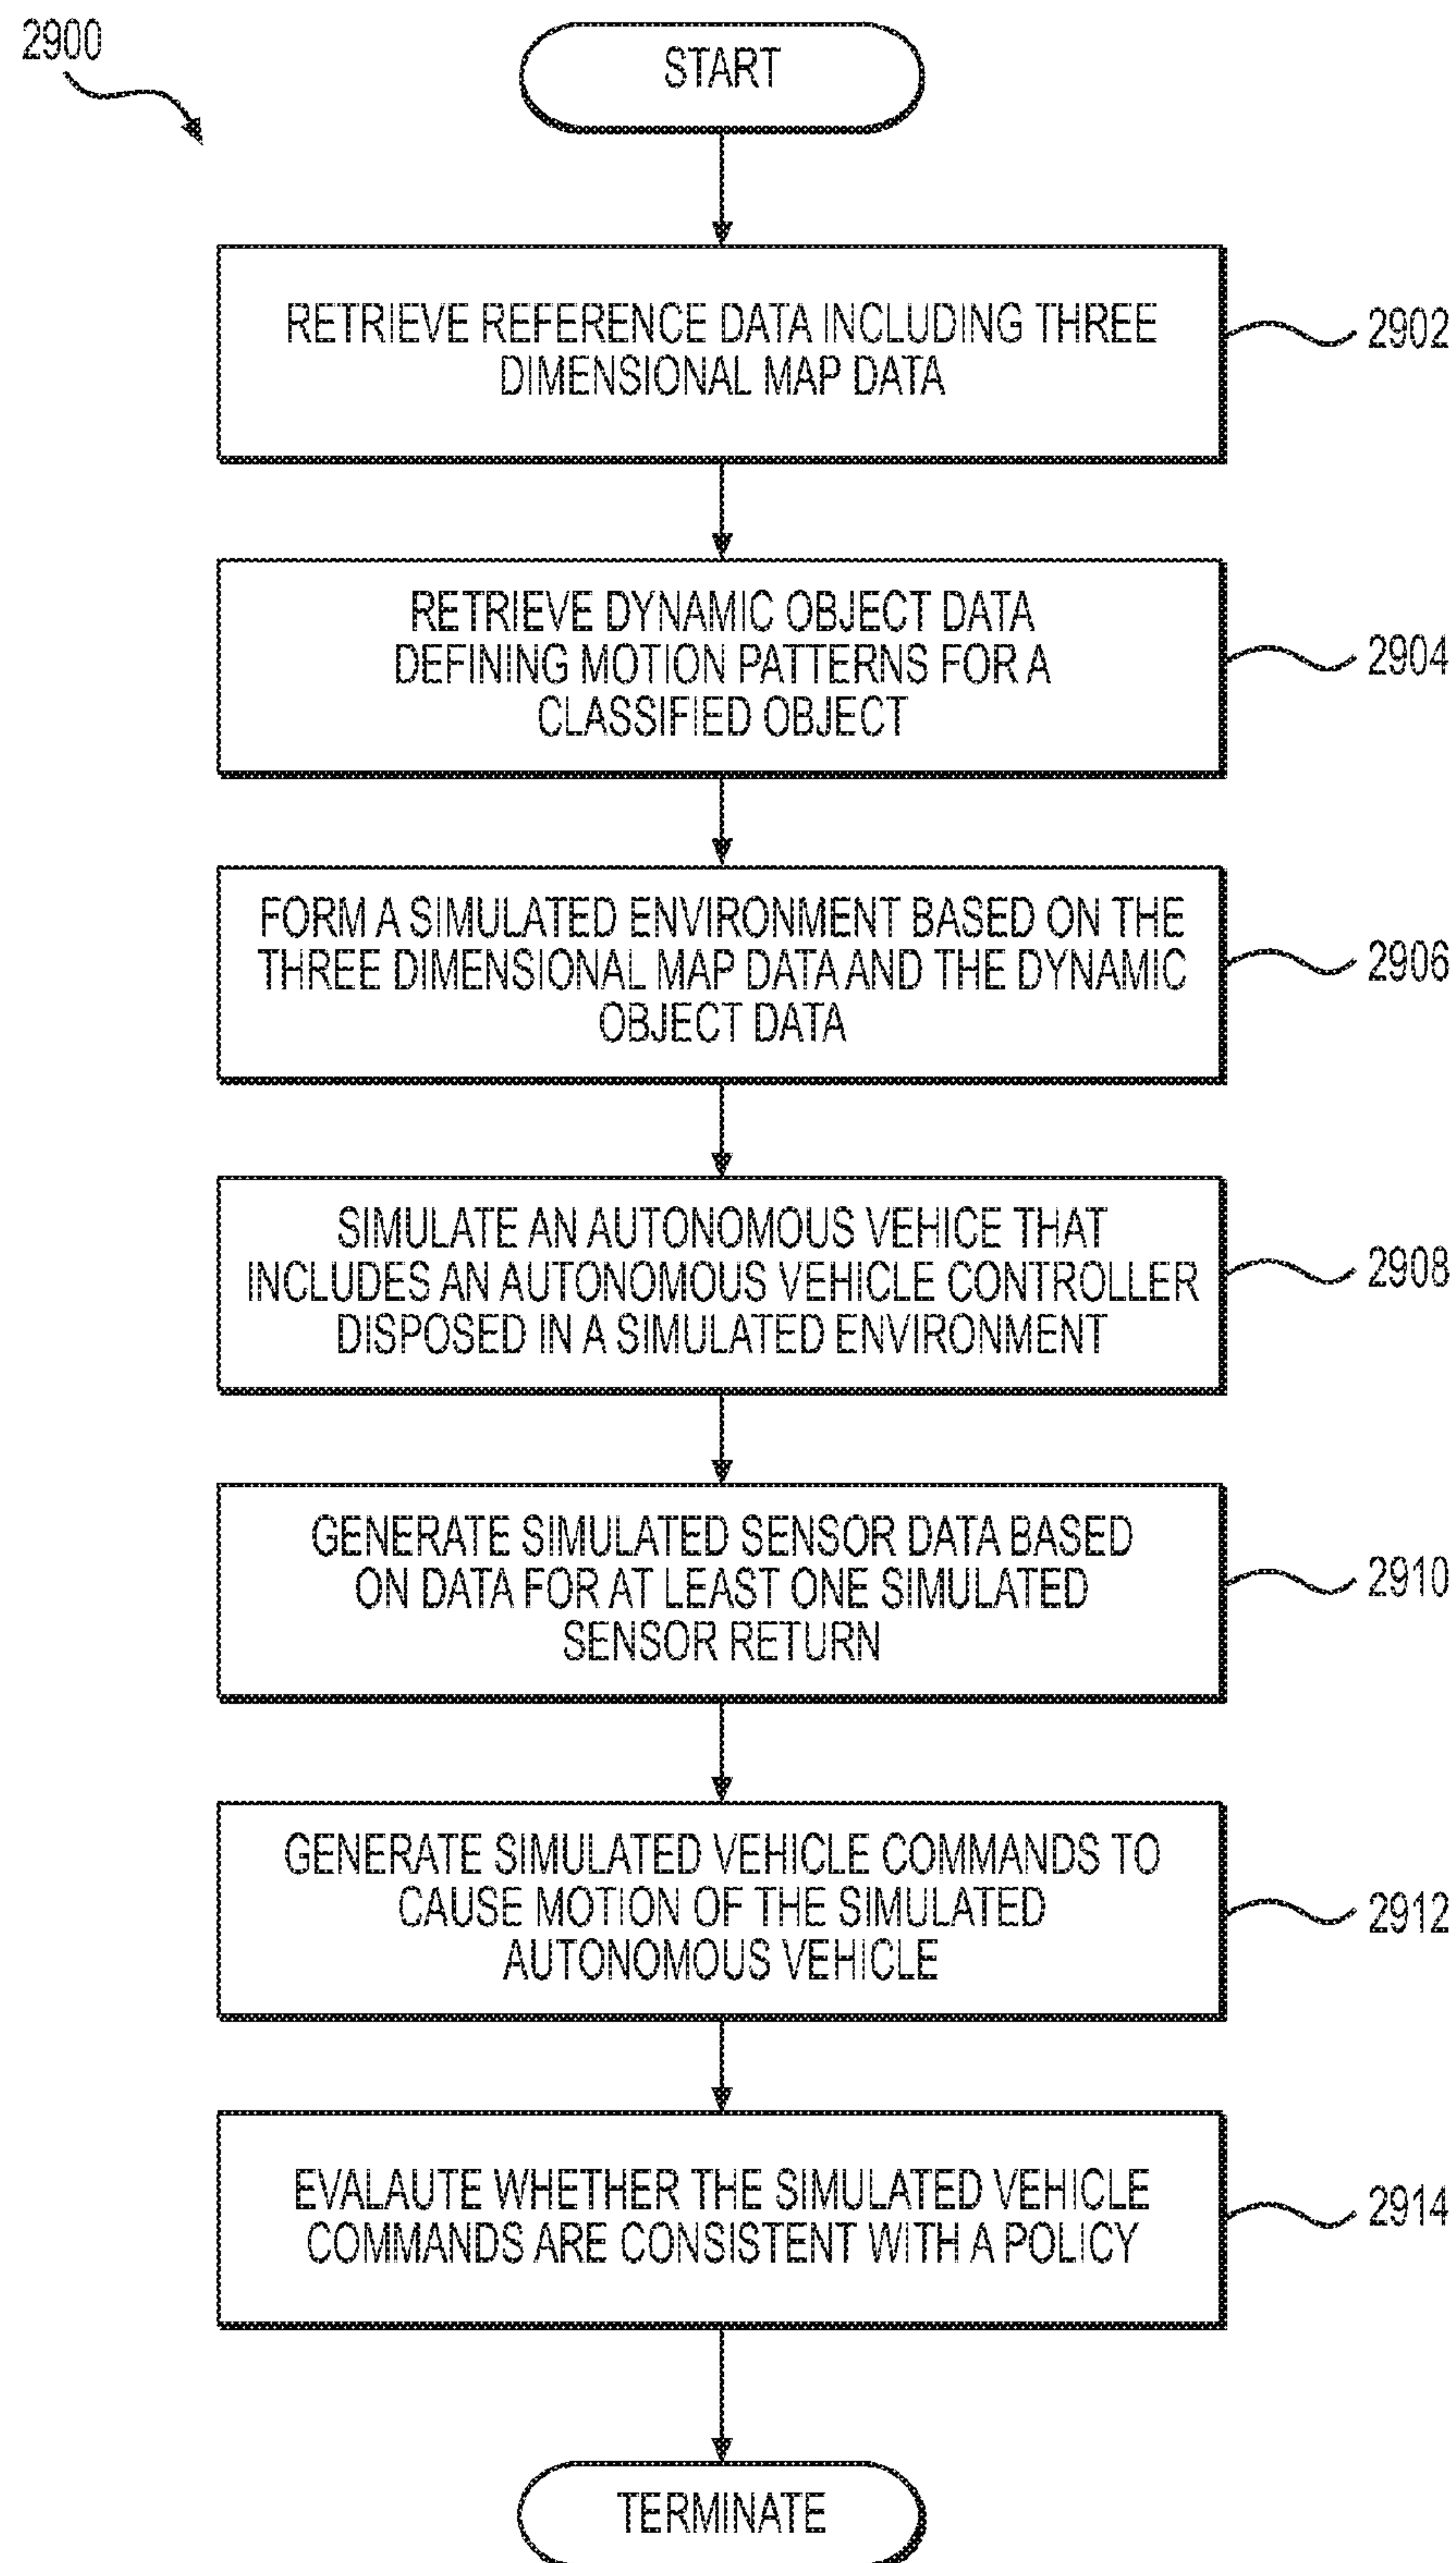 2900
START
RETRIEVE REFERENCE DATA INCLUDING THREE
DIMENSIONAL MAP DATA
2902
RETRIEVE DYNAMIC OBJECT DATA
DEFINING MOTION PATTERNS FOR A
CLASSIFIED OBJECT
2904
FORM A SIMULATED ENVIRONMENT BASED ON THE
THREE DIMENSIONAL MAP DATA AND THE DYNAMIC
OBJECT DATA
2906
SIMULATE AN AUTONOMOUS VEHICE THAT
INCLUDES AN AUTONOMOUS VEHICLE CONTROLLER
DISPOSED IN A SIMULATED ENVIRONMENT
2908
GENERATE SIMULATED SENSOR DATA BASED
ON DATA FOR AT LEAST ONE SIMULATED
SENSOR RETURN
2910
GENERATE SIMULATED VEHICLE COMMANDS TO
CAUSE MOTION OF THE SIMULATED
AUTONOMOUS VEHICLE
2912
EVALAUTE WHETHER THE SIMULATED VEHICLE
COMMANDS ARE CONSISTENT WITH A POLICY
2914
TERMINATE